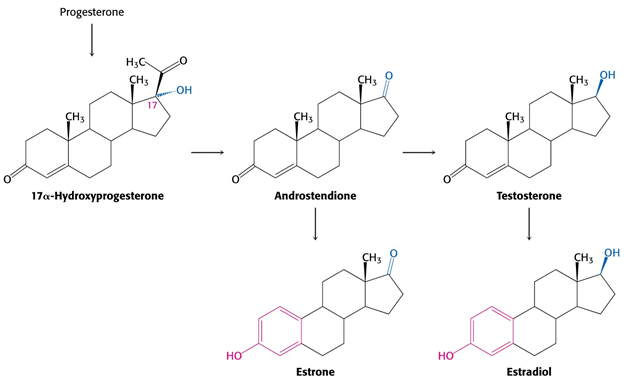 Progesterone
H₃C
O
CH₃
OH
17
CH₃
O
17α-Hydroxyprogesterone
O
CH₃
CH₃
O
Androstendione
OH
CH₃
CH₃
O
Testosterone
O
CH₃
HO
Estrone
OH
CH₃
HO
Estradiol